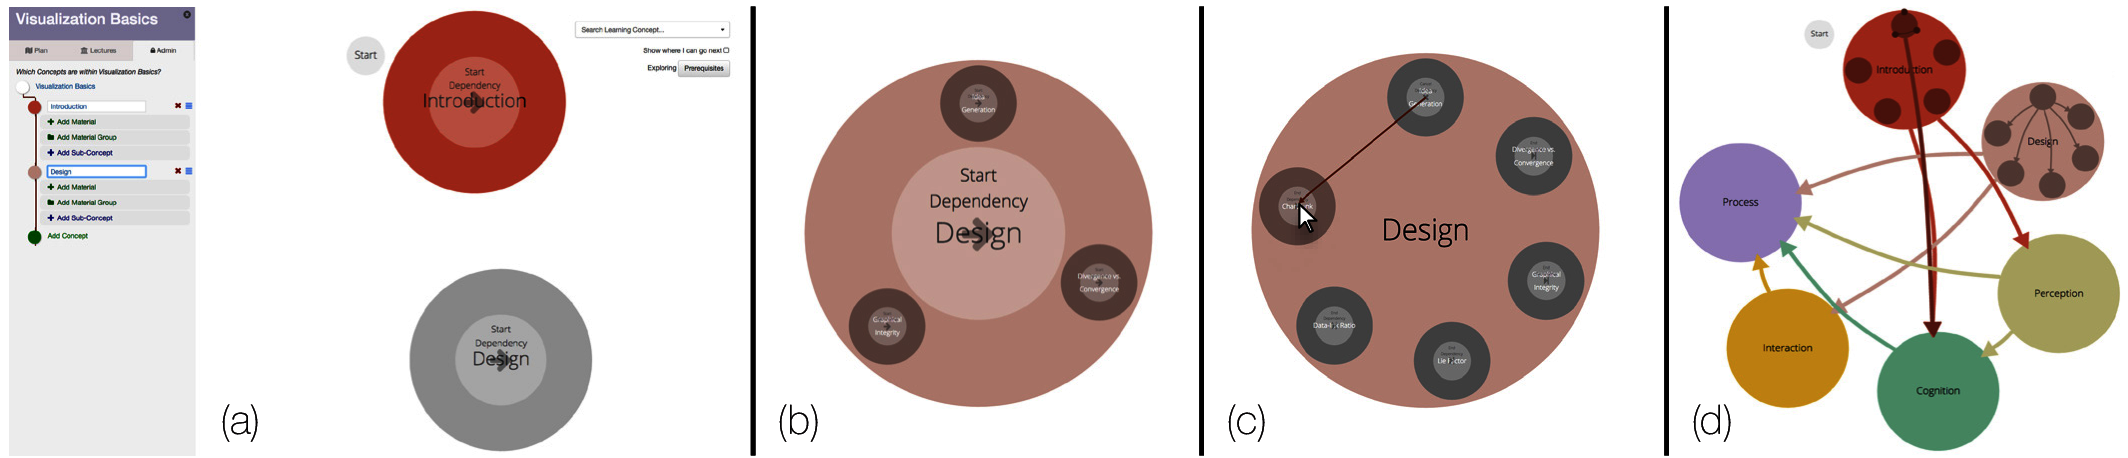 Visualization Basics
Plan
Lectures
Admin
Which Concepts are within Visualization Basics?
Visualization Basics
Introduction
Add Material
Add Material Group
Add Sub-Concept
Design
Add Material
Add Material Group
Add Sub-Concept
Add Concept
Start
Start
Dependency
Introduction
Search Learning Concept...
Show where I can go next
Exploring
Prerequisites
Start
Dependency
Design
(a)
Idea
Generation
Start
Dependency
Design
Divergence vs.
Convergence
Graphical
Integrity
(b)
Idea
Generation
Divergence vs.
Convergence
Design
Graphical
Integrity
Data-Ink Ratio
Lie Factor
(c)
Start
Introduction
Design
Process
Perception
Interaction
Cognition
(d)